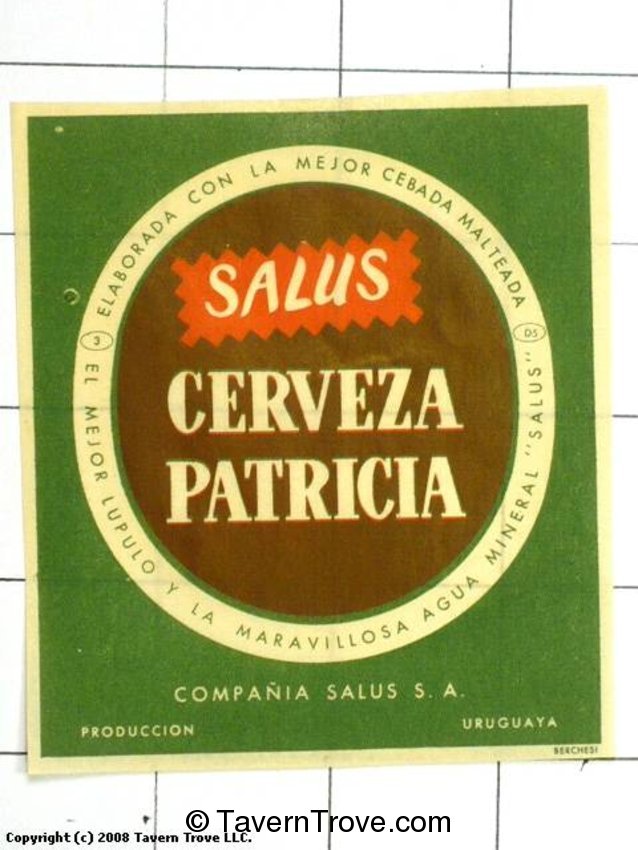 ELABORADA CON LA MEJOR CEBADA MALTEADA
3
D5
EL MEJOR LUPULO Y LA MARAVILLOSA AGUA MINERAL "SALUS"
SALUS
CERVEZA
PATRICIA
COMPAÑIA SALUS S. A.
PRODUCCION URUGUAYA
BERCHESI
© TavernTrove.com
Copyright (c) 2008 Tavern Trove LLC.